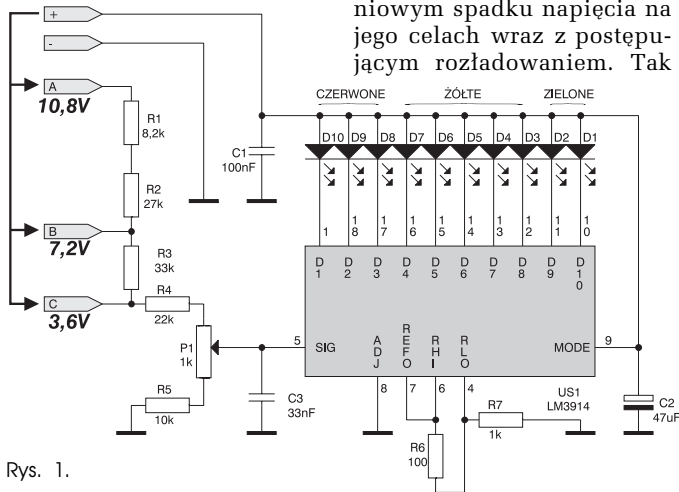 niowym spadku napięcia na
jego celach wraz z postępu-
jącym rozładowaniem. Tak
+
-
A
10,8V
R1
8,2k
R2
27k
B
7,2V
R3
33k
C
3,6V
R4
22k
P1
1k
R5
10k
C1
100nF
C3
33nF
CZERWONE ŻÓŁTE ZIELONE
D10 D9 D8 D7 D6 D5 D4 D3 D2 D1
1 18 17 16 15 14 13 12 11 10
D1 D2 D3 D4 D5 D6 D7 D8 D9 D10
5 SIG ADJ REFO RHI RLO MODE 9
8 7 6 4
US1
LM3914
R7
1k
R6
100
C2
47uF
Rys. 1.